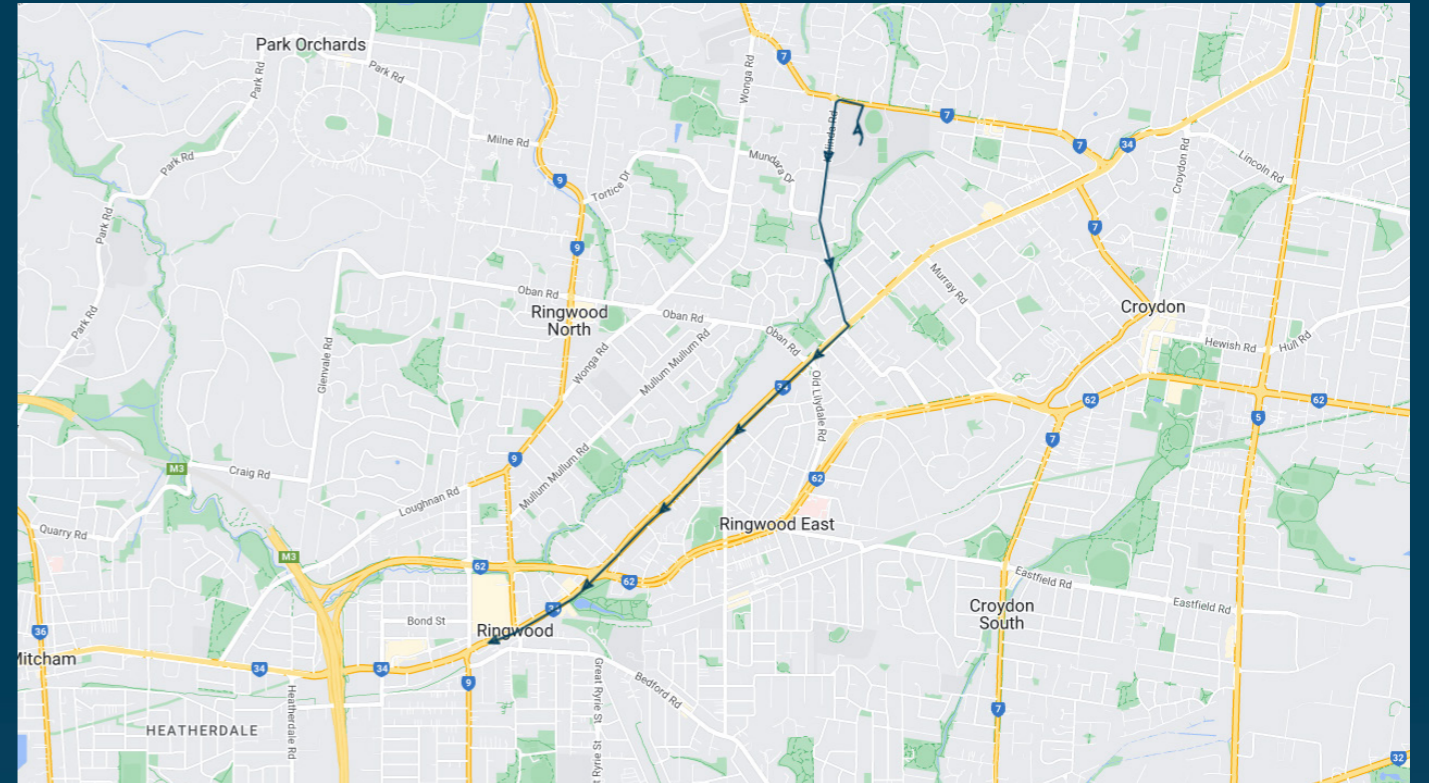 Park Orchards
Park Rd
Park Rd
Wonga Rd
7
7
7
34
Milne Rd
Croydon Rd
Lincoln Rd
Mundara Dr
Park Rd
9
Tortice Dr
Park Rd
7
9
Murray Rd
Oban Rd
Ringwood
North
Oban Rd
Croydon
Park Rd
Oban Rd
Hewish Rd
Hull Rd
Glenvale Rd
Wonga Rd
Mullum Mullum Rd
34
Old Lilydale Rd
62
62
5
7
9
M3
Craig Rd
Mullum Mullum Rd
62
Loughnan Rd
Ringwood East
Quarry Rd
M3
62
62
Eastfield Rd
Eastfield Rd
Croydon
South
Bond St
Ringwood
36
Mitcham
34
34
9
Heatherdale Rd
Great Ryrie St
Bedford Rd
7
HEATHERDALE
t Ryrie St
32